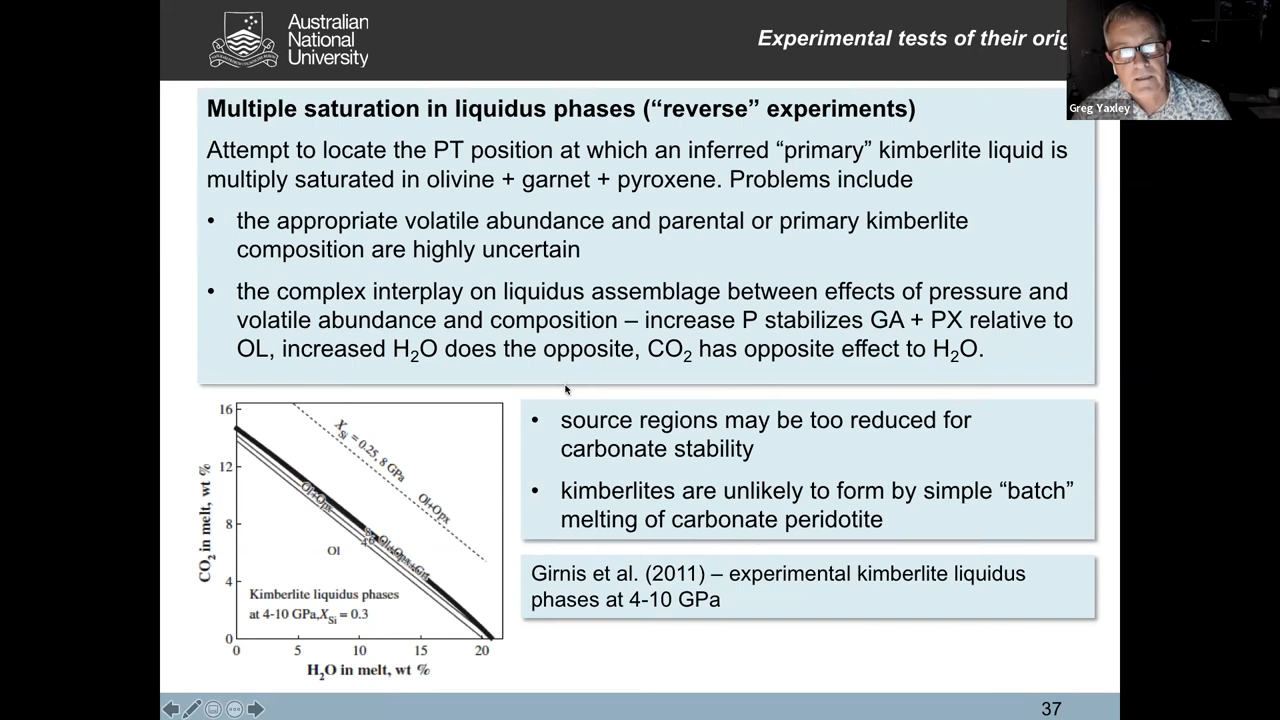 Australian
National
University
Experimental tests of their orig
Greg Yaxley
Multiple saturation in liquidus phases (“reverse” experiments)
Attempt to locate the PT position at which an inferred “primary” kimberlite liquid is
multiply saturated in olivine + garnet + pyroxene. Problems include
• the appropriate volatile abundance and parental or primary kimberlite
composition are highly uncertain
• the complex interplay on liquidus assemblage between effects of pressure and
volatile abundance and composition – increase P stabilizes GA + PX relative to
OL, increased H₂O does the opposite, CO₂ has opposite effect to H₂O.
16
12
8
4
0
CO₂ in melt, wt %
X_Si = 0.25, 8 GPa
Ol+Opx
Ol+Opx
Ol+Opx+Grt
Ol
Kimberlite liquidus phases
at 4-10 GPa, X_Si = 0.3
0 5 10 15 20
H₂O in melt, wt %
• source regions may be too reduced for
carbonate stability
• kimberlites are unlikely to form by simple “batch”
melting of carbonate peridotite
Girnis et al. (2011) – experimental kimberlite liquidus
phases at 4-10 GPa
37